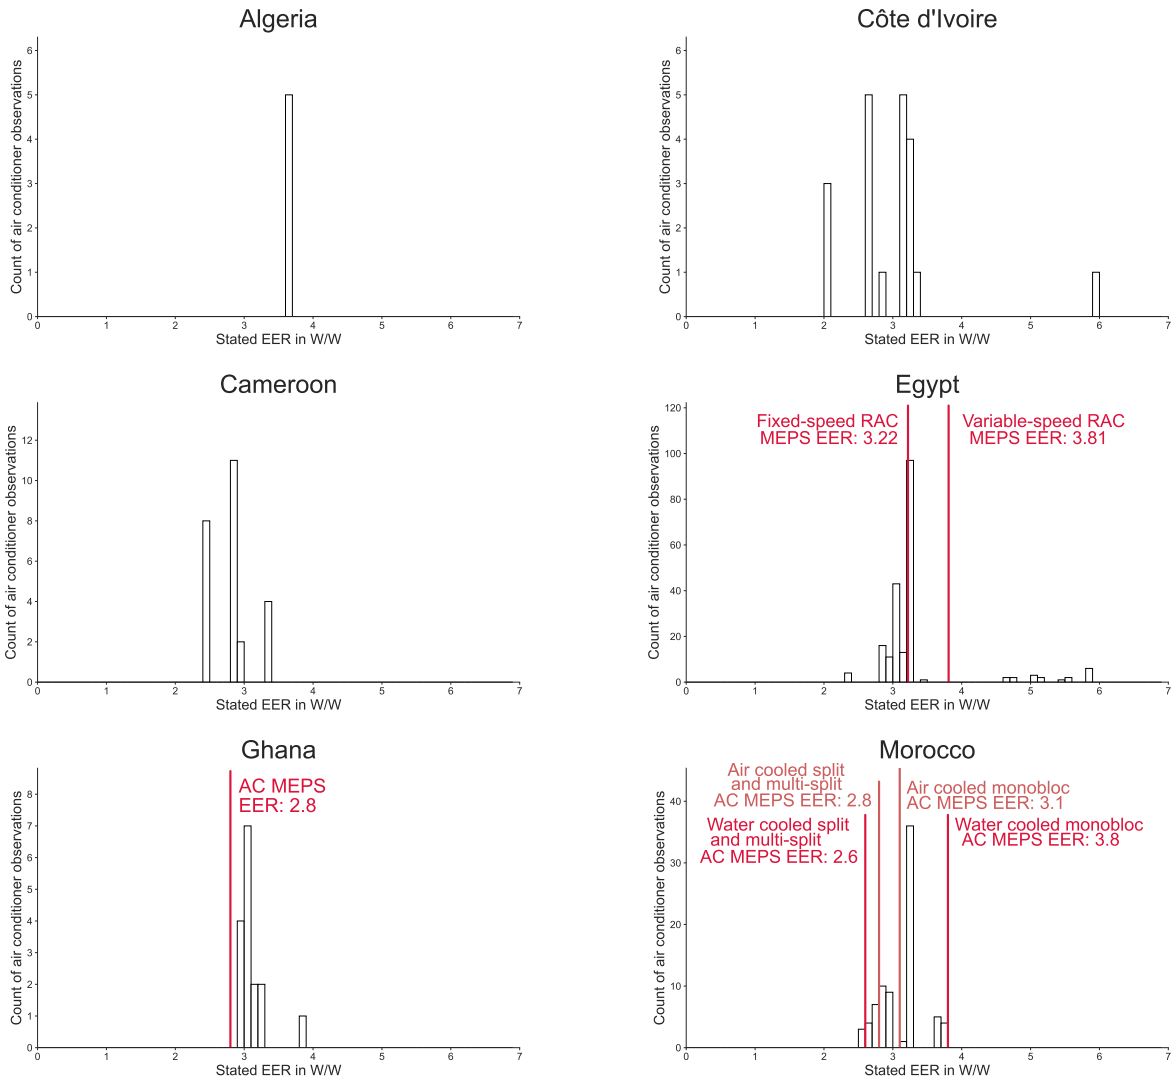 Algeria
Count of air conditioner observations
6
5
4
3
2
1
0
0 1 2 3 4 5 6 7
Stated EER in W/W
Côte d'Ivoire
Count of air conditioner observations
6
5
4
3
2
1
0
0 1 2 3 4 5 6 7
Stated EER in W/W
Cameroon
Count of air conditioner observations
12
10
8
6
4
2
0
0 1 2 3 4 5 6 7
Stated EER in W/W
Egypt
Count of air conditioner observations
120
100
80
60
40
20
0
Fixed-speed RAC
MEPS EER: 3.22
Variable-speed RAC
MEPS EER: 3.81
0 1 2 3 4 5 6 7
Stated EER in W/W
Ghana
Count of air conditioner observations
8
7
6
5
4
3
2
1
0
AC MEPS
EER: 2.8
0 1 2 3 4 5 6 7
Stated EER in W/W
Morocco
Count of air conditioner observations
40
30
20
10
0
Air cooled split
and multi-split
AC MEPS EER: 2.8
Air cooled monobloc
AC MEPS EER: 3.1
Water cooled split
and multi-split
AC MEPS EER: 2.6
Water cooled monobloc
AC MEPS EER: 3.8
0 1 2 3 4 5 6 7
Stated EER in W/W